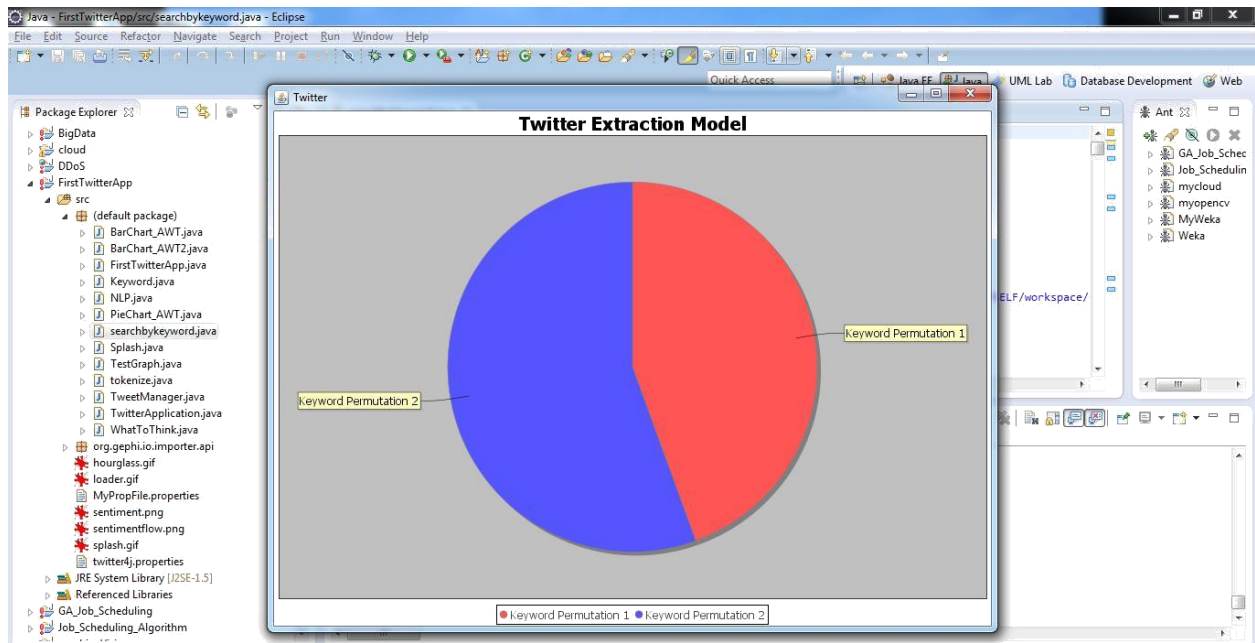 Java - FirstTwitterApp/src/searchbykeyword.java - Eclipse
File Edit Source Refactor Navigate Search Project Run Window Help
Quick Access
Java EE
Java
UML Lab
Database Development
Web
Package Explorer
BigData
cloud
DDoS
FirstTwitterApp
src
(default package)
BarChart_AWT.java
BarChart_AWT2.java
FirstTwitterApp.java
Keyword.java
NLP.java
PieChart_AWT.java
searchbykeyword.java
Splash.java
TestGraph.java
tokenize.java
TweetManager.java
TwitterApplication.java
WhatToThink.java
org.gephi.io.importer.api
hourglass.gif
loader.gif
MyPropFile.properties
sentiment.png
sentimentflow.png
splash.gif
twitter4j.properties
JRE System Library [J2SE-1.5]
Referenced Libraries
GA_Job_Scheduling
Job_Scheduling_Algorithm
Twitter
Twitter Extraction Model
Keyword Permutation 1
Keyword Permutation 2
Keyword Permutation 1 Keyword Permutation 2
ELF/workspace/
Ant
GA_Job_Schec
Job_Schedulin
mycloud
myopencv
MyWeka
Weka